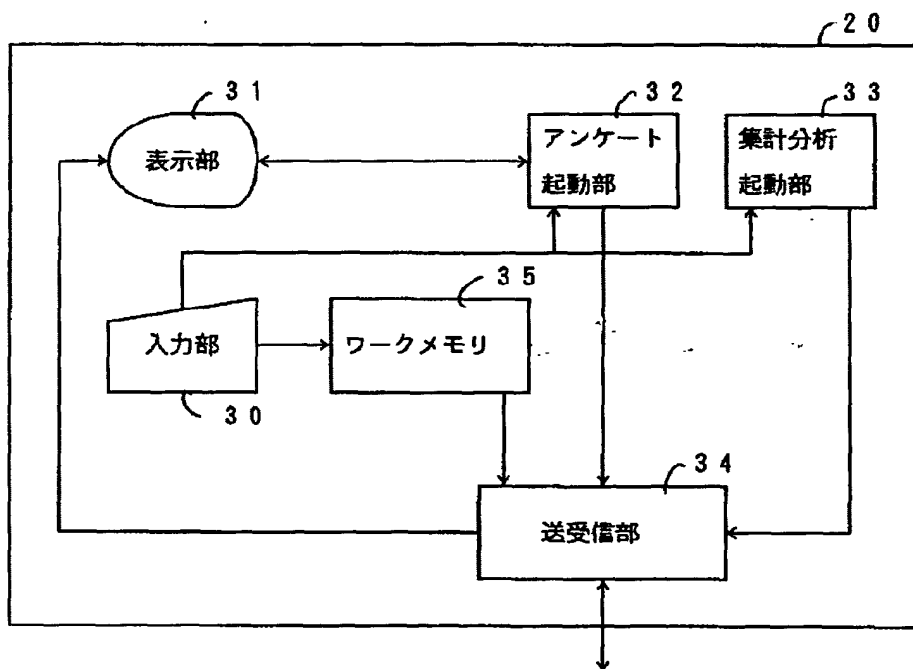 ２０
３１
表示部
３２
アンケート
起動部
３３
集計分析
起動部
３５
ワークメモリ
入力部
３０
３４
送受信部